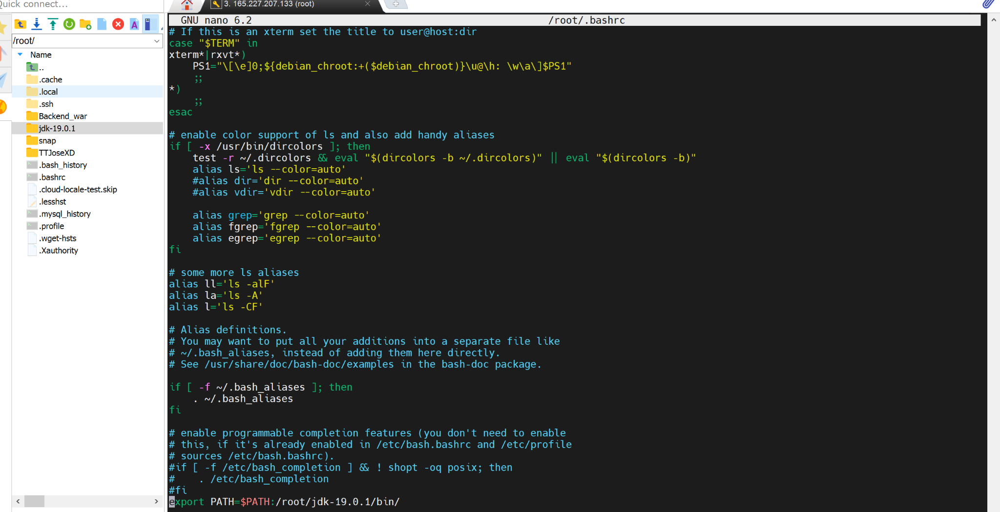 Quick connect...
3. 165.227.207.133 (root)
/root/
Name
..
.cache
.local
.ssh
Backend_war
jdk-19.0.1
snap
TTJoseXD
.bash_history
.bashrc
.cloud-locale-test.skip
.lesshst
.mysql_history
.profile
.wget-hsts
.Xauthority
GNU nano 6.2 /root/.bashrc
# If this is an xterm set the title to user@host:dir
case "$TERM" in
xterm*|rxvt*)
    PS1="\[\e]0;${debian_chroot:+($debian_chroot)}\u@\h: \w\a\]$PS1"
    ;;
*)
    ;;
esac
# enable color support of ls and also add handy aliases
if [ -x /usr/bin/dircolors ]; then
    test -r ~/.dircolors && eval "$(dircolors -b ~/.dircolors)" || eval "$(dircolors -b)"
    alias ls='ls --color=auto'
    #alias dir='dir --color=auto'
    #alias vdir='vdir --color=auto'
    alias grep='grep --color=auto'
    alias fgrep='fgrep --color=auto'
    alias egrep='egrep --color=auto'
fi
# some more ls aliases
alias ll='ls -alF'
alias la='ls -A'
alias l='ls -CF'
# Alias definitions.
# You may want to put all your additions into a separate file like
# ~/.bash_aliases, instead of adding them here directly.
# See /usr/share/doc/bash-doc/examples in the bash-doc package.
if [ -f ~/.bash_aliases ]; then
    . ~/.bash_aliases
fi
# enable programmable completion features (you don't need to enable
# this, if it's already enabled in /etc/bash.bashrc and /etc/profile
# sources /etc/bash.bashrc).
#if [ -f /etc/bash_completion ] && ! shopt -oq posix; then
#    . /etc/bash_completion
#fi
export PATH=$PATH:/root/jdk-19.0.1/bin/